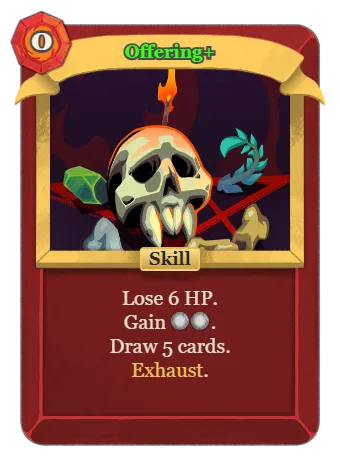 0
Offering+
Skill
Lose 6 HP.
Gain .
Draw 5 cards.
Exhaust.